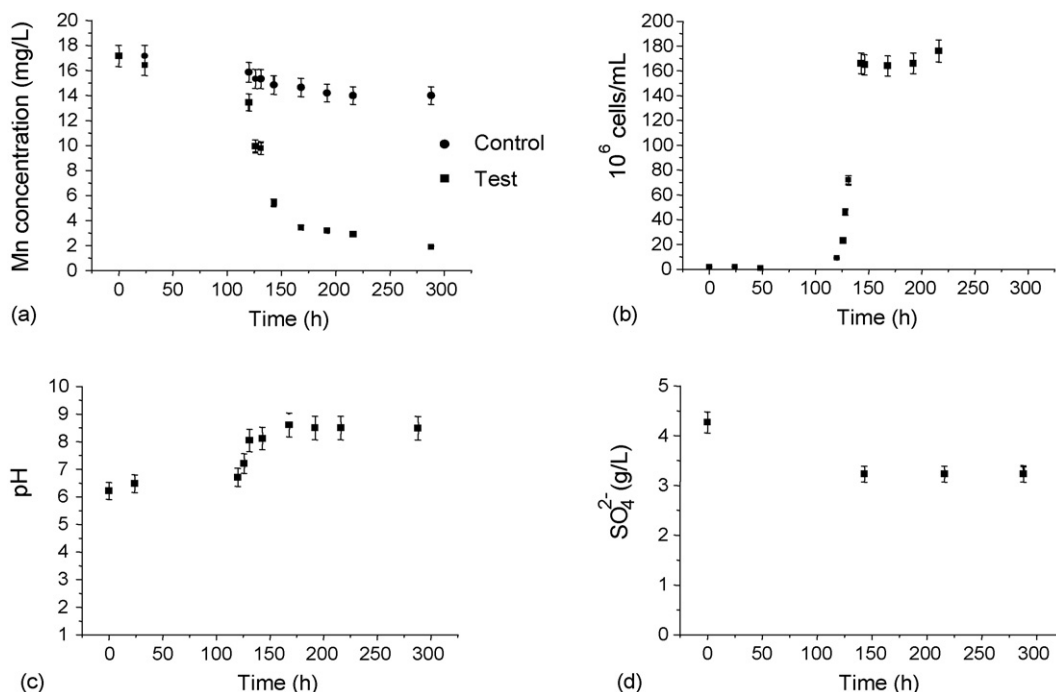 20
18
16
14
12
10
8
6
4
2
0
Mn concentration (mg/L)
Control
Test
0 50 100 150 200 250 300
(a) Time (h)
200
180
160
140
120
100
80
60
40
20
0
10⁶ cells/mL
0 50 100 150 200 250 300
(b) Time (h)
10
9
8
7
6
5
4
3
2
1
pH
0 50 100 150 200 250 300
(c) Time (h)
5
4
3
2
1
0
SO₄²⁻ (g/L)
0 50 100 150 200 250 300
(d) Time (h)